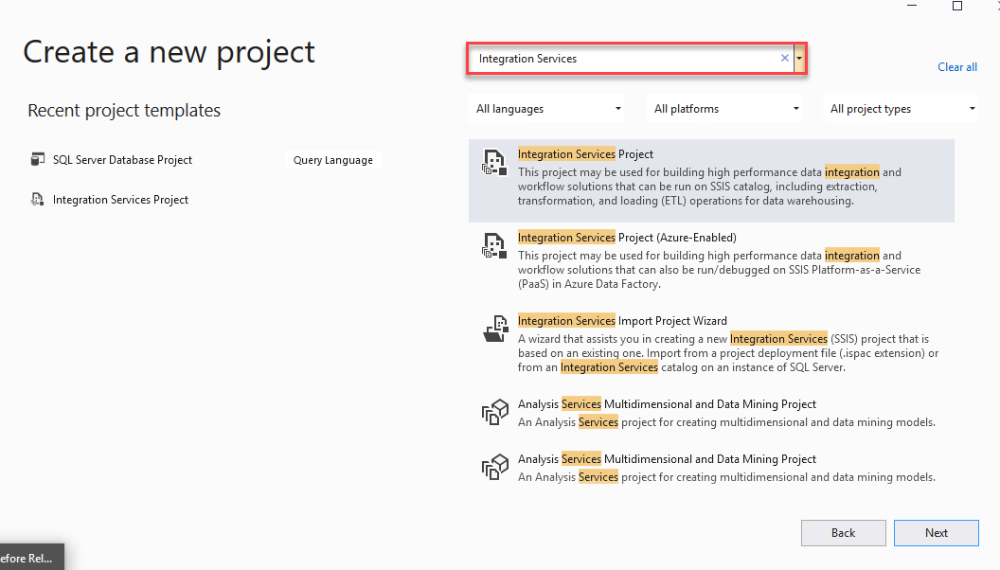 Create a new project
Recent project templates
SQL Server Database Project
Query Language
Integration Services Project
Integration Services
Clear all
All languages
All platforms
All project types
Integration Services Project
This project may be used for building high performance data integration and
workflow solutions that can be run on SSIS catalog, including extraction,
transformation, and loading (ETL) operations for data warehousing.
Integration Services Project (Azure-Enabled)
This project may be used for building high performance data integration and
workflow solutions that can also be run/debugged on SSIS Platform-as-a-Service
(PaaS) in Azure Data Factory.
Integration Services Import Project Wizard
A wizard that assists you in creating a new Integration Services (SSIS) project that is
based on an existing one. Import from a project deployment file (.ispac extension) or
from an Integration Services catalog on an instance of SQL Server.
Analysis Services Multidimensional and Data Mining Project
An Analysis Services project for creating multidimensional and data mining models.
Analysis Services Multidimensional and Data Mining Project
An Analysis Services project for creating multidimensional and data mining models.
Back
Next
efore Rel...